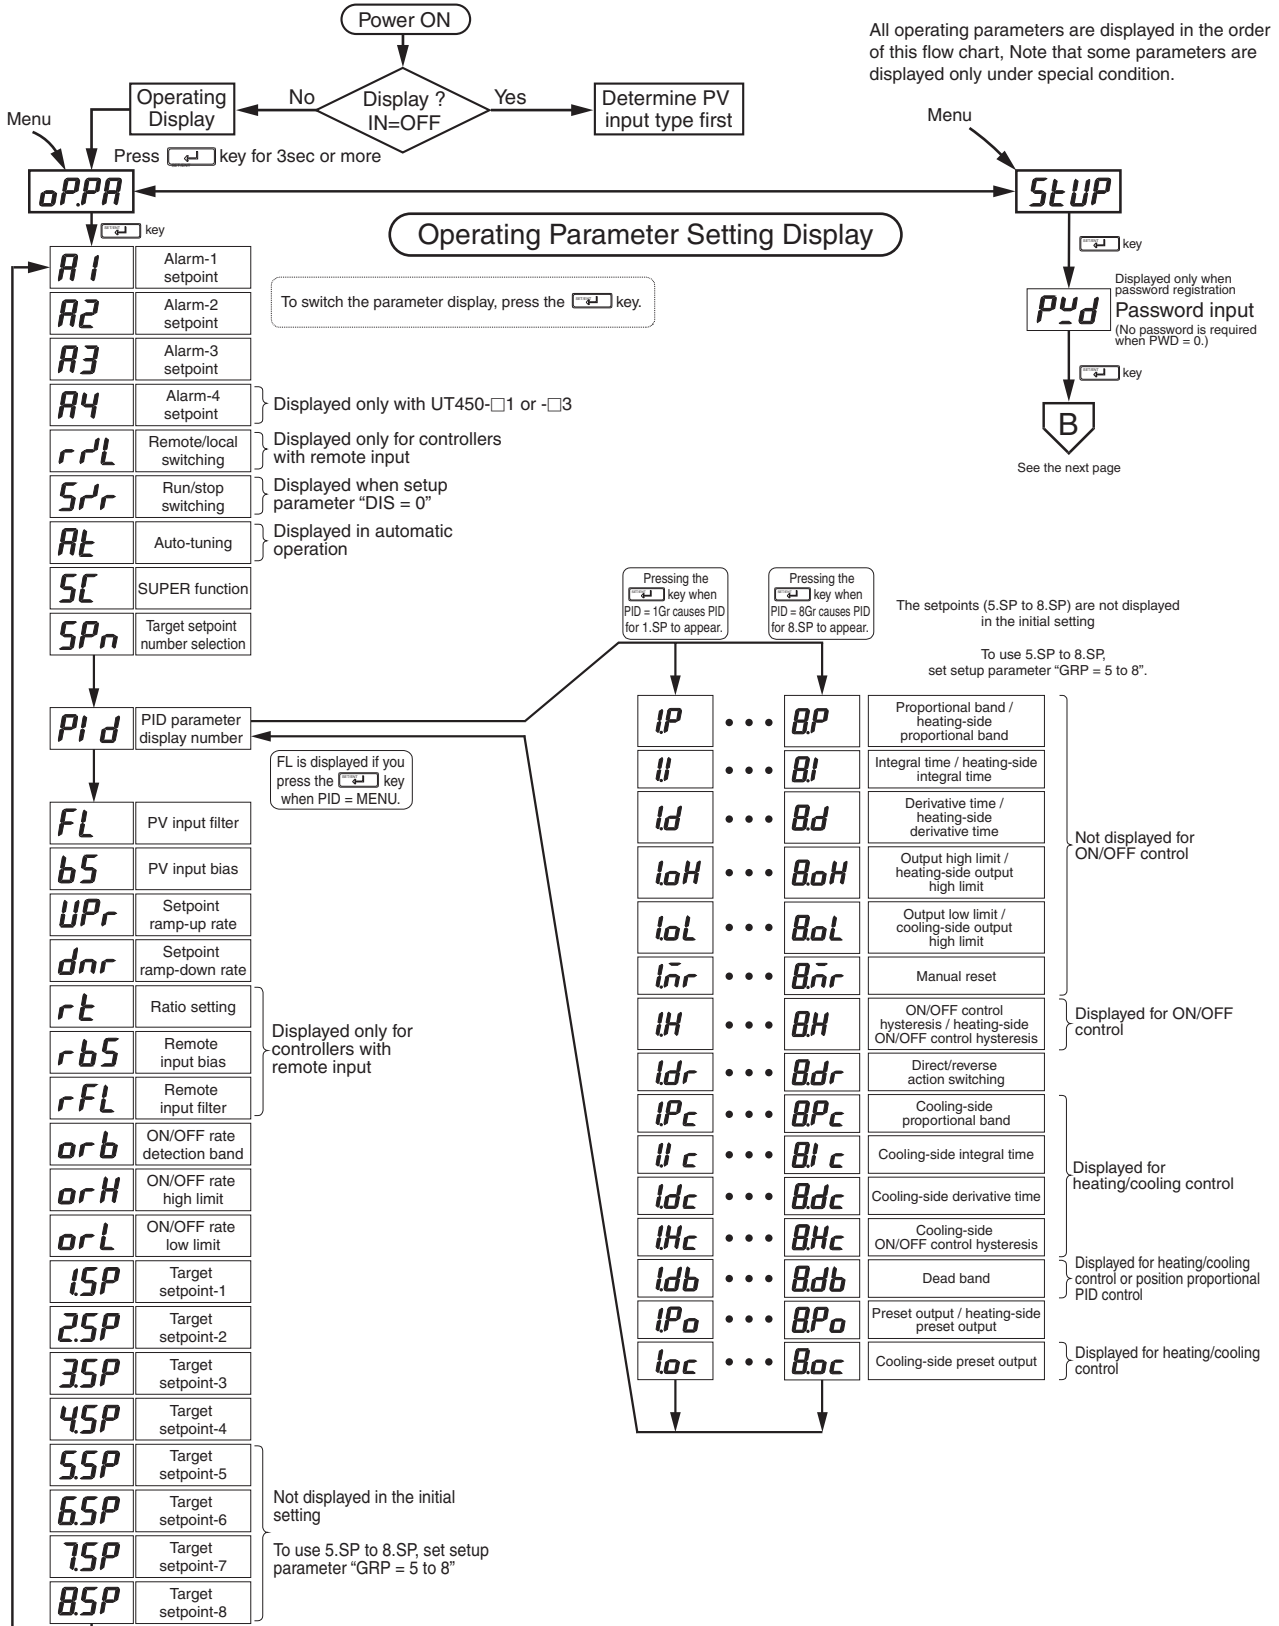 Power ON
All operating parameters are displayed in the order
of this flow chart, Note that some parameters are
displayed only under special condition.
Display ?
IN=OFF
No
Yes
Operating
Display
Determine PV
input type first
Menu
Press key for 3sec or more
oP.PA
key
Menu
StUP
key
Displayed only when
password registration
Pwd
Password input
(No password is required
when PWD = 0.)
key
B
See the next page
Operating Parameter Setting Display
To switch the parameter display, press the key.
A1
Alarm-1
setpoint
A2
Alarm-2
setpoint
A3
Alarm-3
setpoint
A4
Alarm-4
setpoint
Displayed only with UT450-□1 or -□3
r/L
Remote/local
switching
Displayed only for controllers
with remote input
S/r
Run/stop
switching
Displayed when setup
parameter “DIS = 0”
At
Auto-tuning
Displayed in automatic
operation
SC
SUPER function
SPn
Target setpoint
number selection
PId
PID parameter
display number
FL is displayed if you
press the key
when PID = MENU.
FL
PV input filter
bS
PV input bias
UPr
Setpoint
ramp-up rate
dnr
Setpoint
ramp-down rate
rt
Ratio setting
rbS
Remote
input bias
rFL
Remote
input filter
Displayed only for
controllers with
remote input
orb
ON/OFF rate
detection band
orH
ON/OFF rate
high limit
orL
ON/OFF rate
low limit
1.SP
Target
setpoint-1
2.SP
Target
setpoint-2
3.SP
Target
setpoint-3
4.SP
Target
setpoint-4
5.SP
Target
setpoint-5
6.SP
Target
setpoint-6
7.SP
Target
setpoint-7
8.SP
Target
setpoint-8
Not displayed in the initial
setting
To use 5.SP to 8.SP, set setup
parameter “GRP = 5 to 8”
Pressing the
key when
PID = 1Gr causes PID
for 1.SP to appear.
Pressing the
key when
PID = 8Gr causes PID
for 8.SP to appear.
The setpoints (5.SP to 8.SP) are not displayed
in the initial setting
To use 5.SP to 8.SP,
set setup parameter “GRP = 5 to 8”.
1.P • • • 8.P
Proportional band /
heating-side
proportional band
1.I • • • 8.I
Integral time / heating-side
integral time
1.d • • • 8.d
Derivative time /
heating-side
derivative time
1.oH • • • 8.oH
Output high limit /
heating-side output
high limit
1.oL • • • 8.oL
Output low limit /
cooling-side output
high limit
1.mr • • • 8.mr
Manual reset
Not displayed for
ON/OFF control
1.H • • • 8.H
ON/OFF control
hysteresis / heating-side
ON/OFF control hysteresis
Displayed for ON/OFF
control
1.dr • • • 8.dr
Direct/reverse
action switching
1.Pc • • • 8.Pc
Cooling-side
proportional band
1.Ic • • • 8.Ic
Cooling-side integral time
1.dc • • • 8.dc
Cooling-side derivative time
1.Hc • • • 8.Hc
Cooling-side
ON/OFF control hysteresis
Displayed for
heating/cooling control
1.db • • • 8.db
Dead band
Displayed for heating/cooling
control or position proportional
PID control
1.Po • • • 8.Po
Preset output / heating-side
preset output
1.oc • • • 8.oc
Cooling-side preset output
Displayed for heating/cooling
control